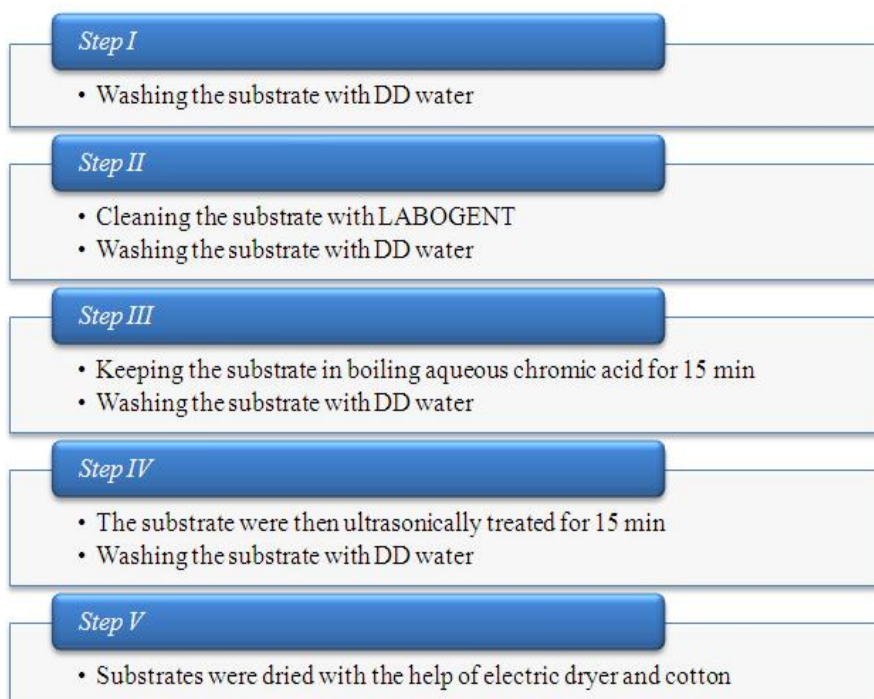 Step I
• Washing the substrate with DD water
Step II
• Cleaning the substrate with LABOGENT
• Washing the substrate with DD water
Step III
• Keeping the substrate in boiling aqueous chromic acid for 15 min
• Washing the substrate with DD water
Step IV
• The substrate were then ultrasonically treated for 15 min
• Washing the substrate with DD water
Step V
• Substrates were dried with the help of electric dryer and cotton